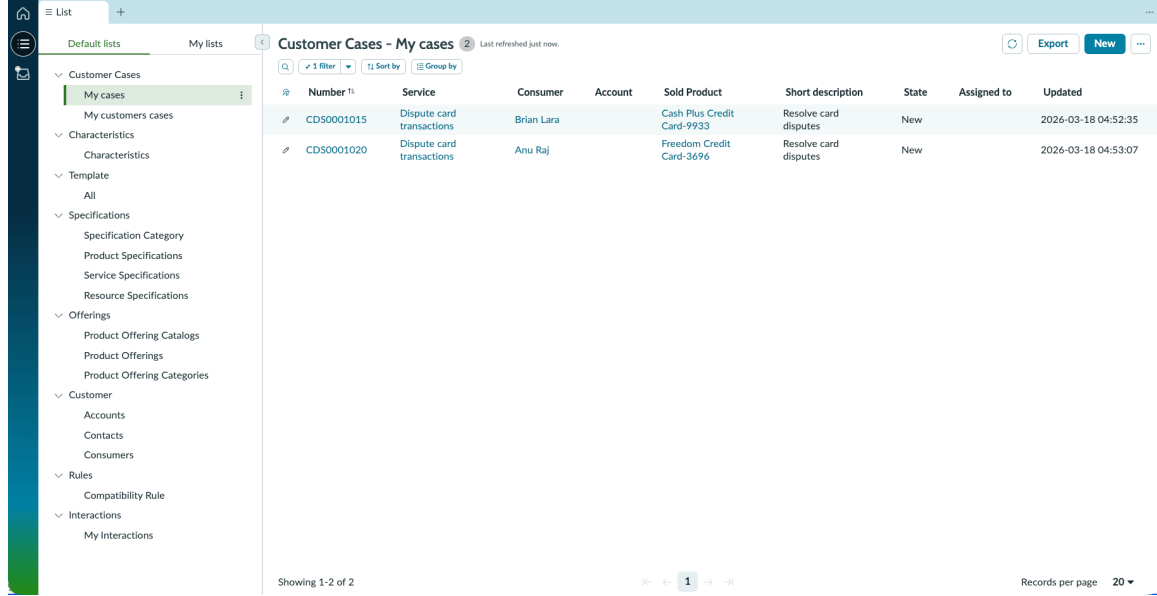 List
Default lists
My lists
Customer Cases
My cases
My customers cases
Characteristics
Characteristics
Template
All
Specifications
Specification Category
Product Specifications
Service Specifications
Resource Specifications
Offerings
Product Offering Catalogs
Product Offerings
Product Offering Categories
Customer
Accounts
Contacts
Consumers
Rules
Compatibility Rule
Interactions
My Interactions
Customer Cases - My cases 2 Last refreshed just now.
Export New
1 filter Sort by Group by
Number Service Consumer Account Sold Product Short description State Assigned to Updated
CDS0001015 Dispute card transactions Brian Lara Cash Plus Credit Card-9933 Resolve card disputes New 2026-03-18 04:52:35
CDS0001020 Dispute card transactions Anu Raj Freedom Credit Card-3696 Resolve card disputes New 2026-03-18 04:53:07
Showing 1-2 of 2 1 Records per page 20